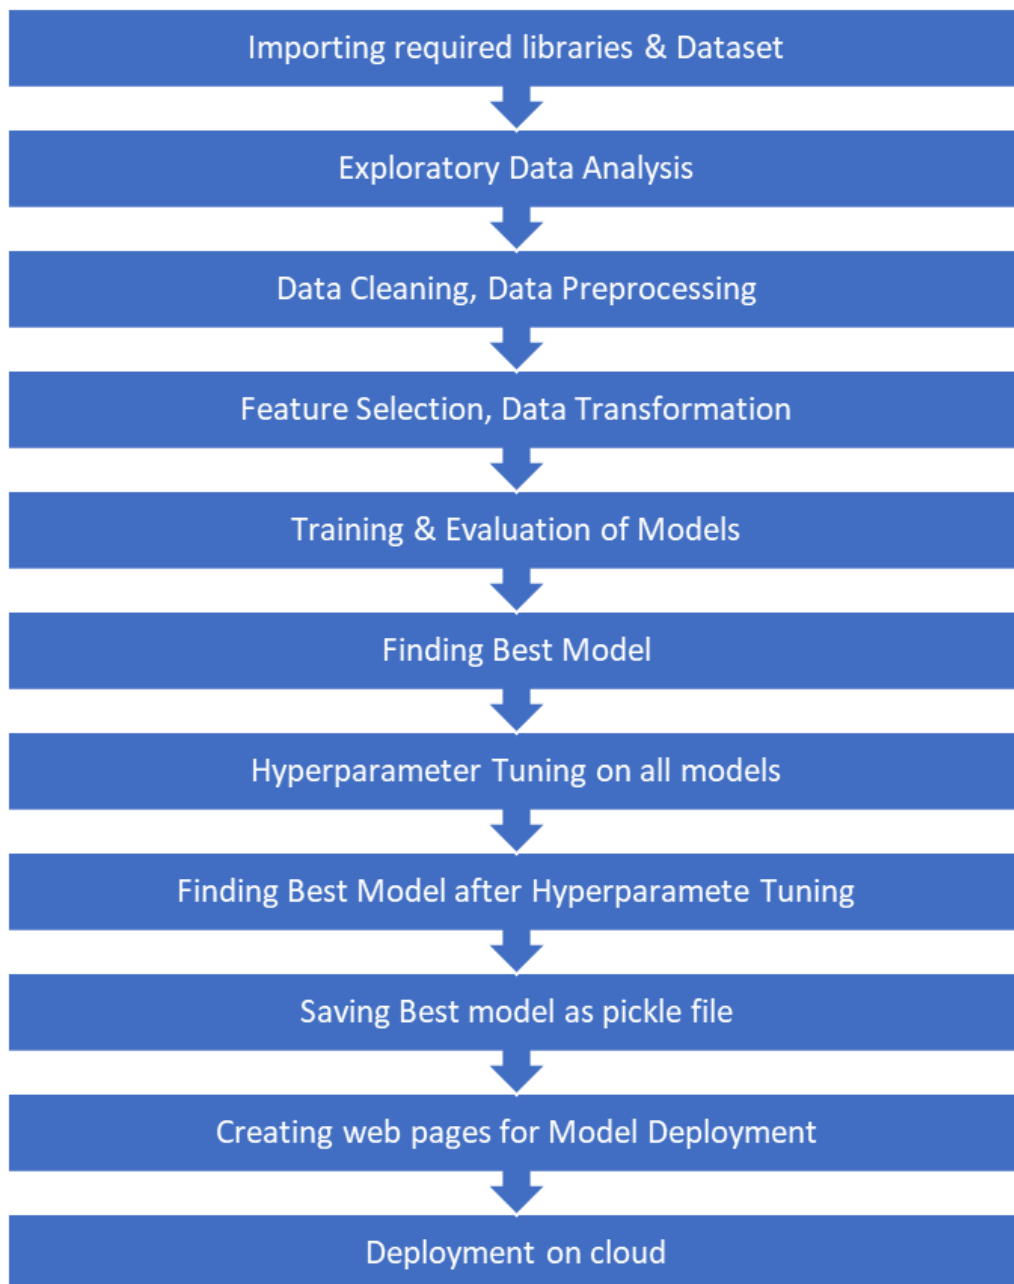 Importing required libraries & Dataset
Exploratory Data Analysis
Data Cleaning, Data Preprocessing
Feature Selection, Data Transformation
Training & Evaluation of Models
Finding Best Model
Hyperparameter Tuning on all models
Finding Best Model after Hyperparamete Tuning
Saving Best model as pickle file
Creating web pages for Model Deployment
Deployment on cloud